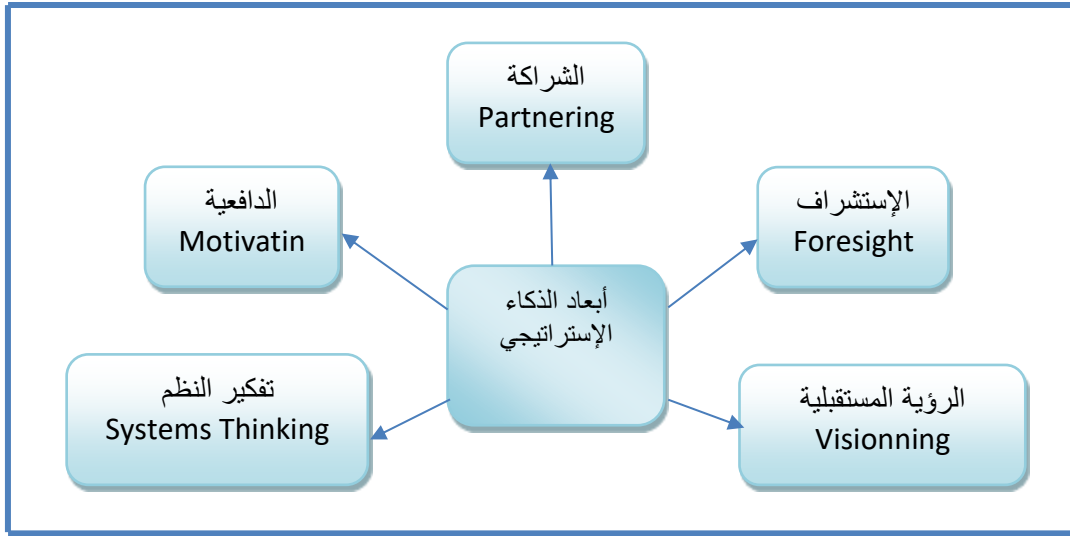 الشراكة
Partnering
الدافعية
Motivatin
الإستشراف
Foresight
أبعاد الذكاء
الإستراتيجي
تفكير النظم
Systems Thinking
الرؤية المستقبلية
Visionning